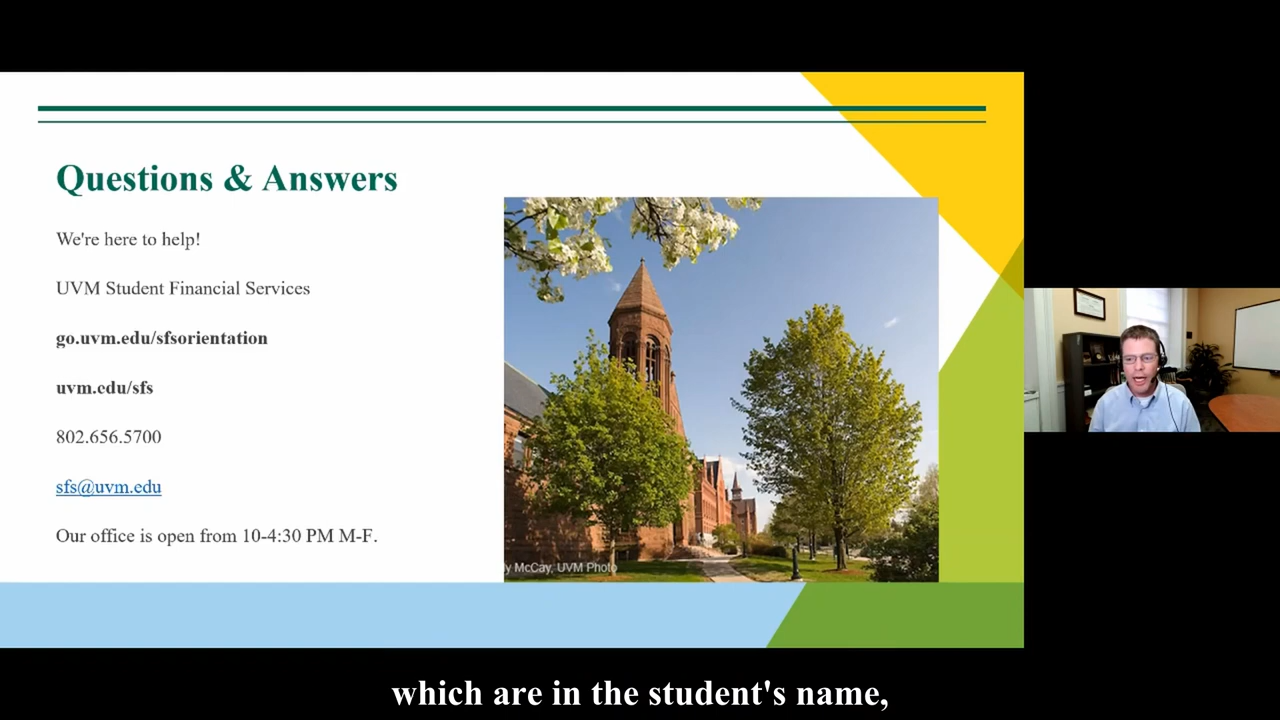 Questions & Answers
We're here to help!
UVM Student Financial Services
go.uvm.edu/sfsorientation
uvm.edu/sfs
802.656.5700
sfs@uvm.edu
Our office is open from 10-4:30 PM M-F.
McCay, UVM Photo
which are in the student's name,